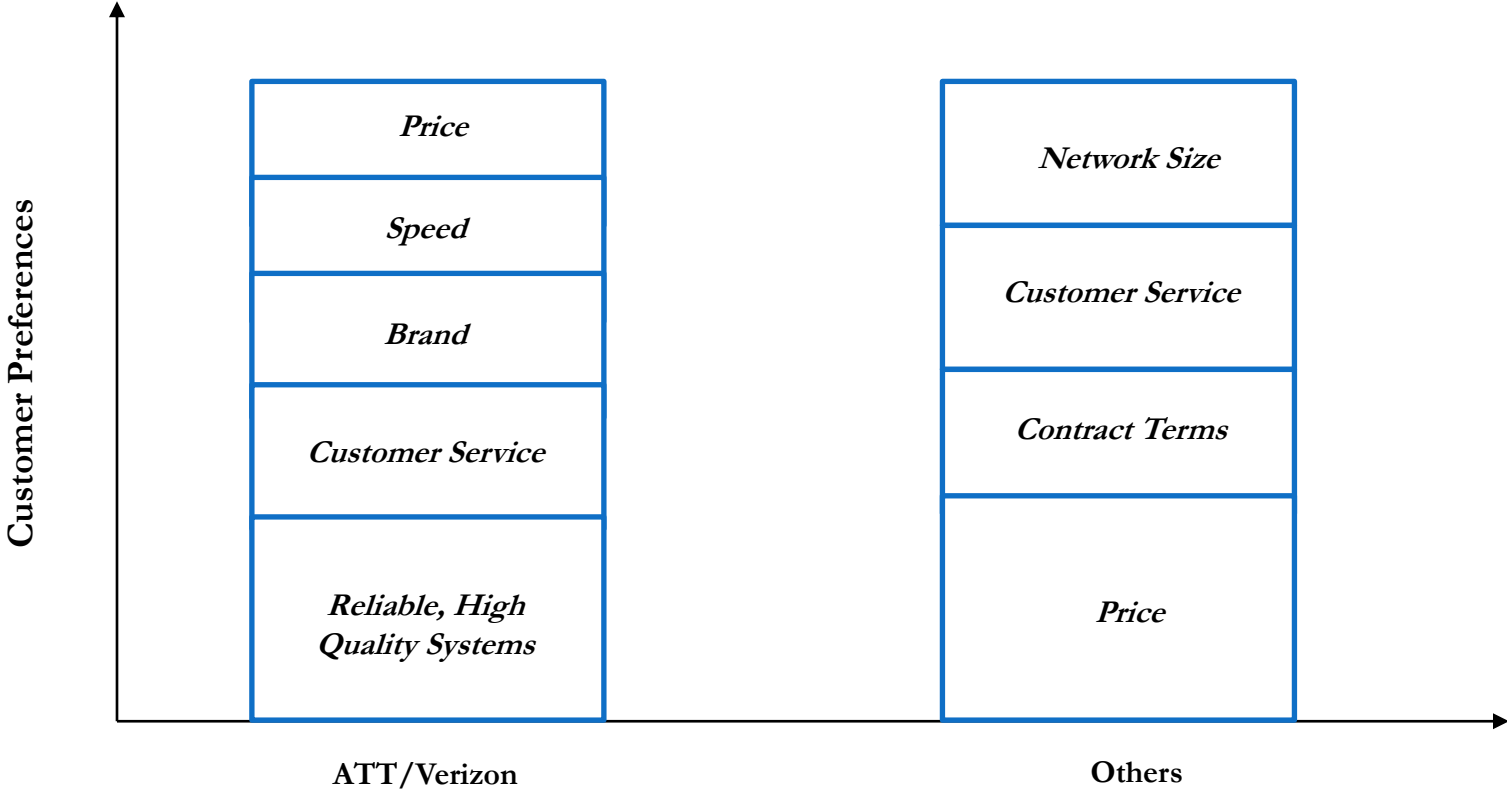 Customer Preferences
Price
Speed
Brand
Customer Service
Reliable, High
Quality Systems
ATT/Verizon
Network Size
Customer Service
Contract Terms
Price
Others